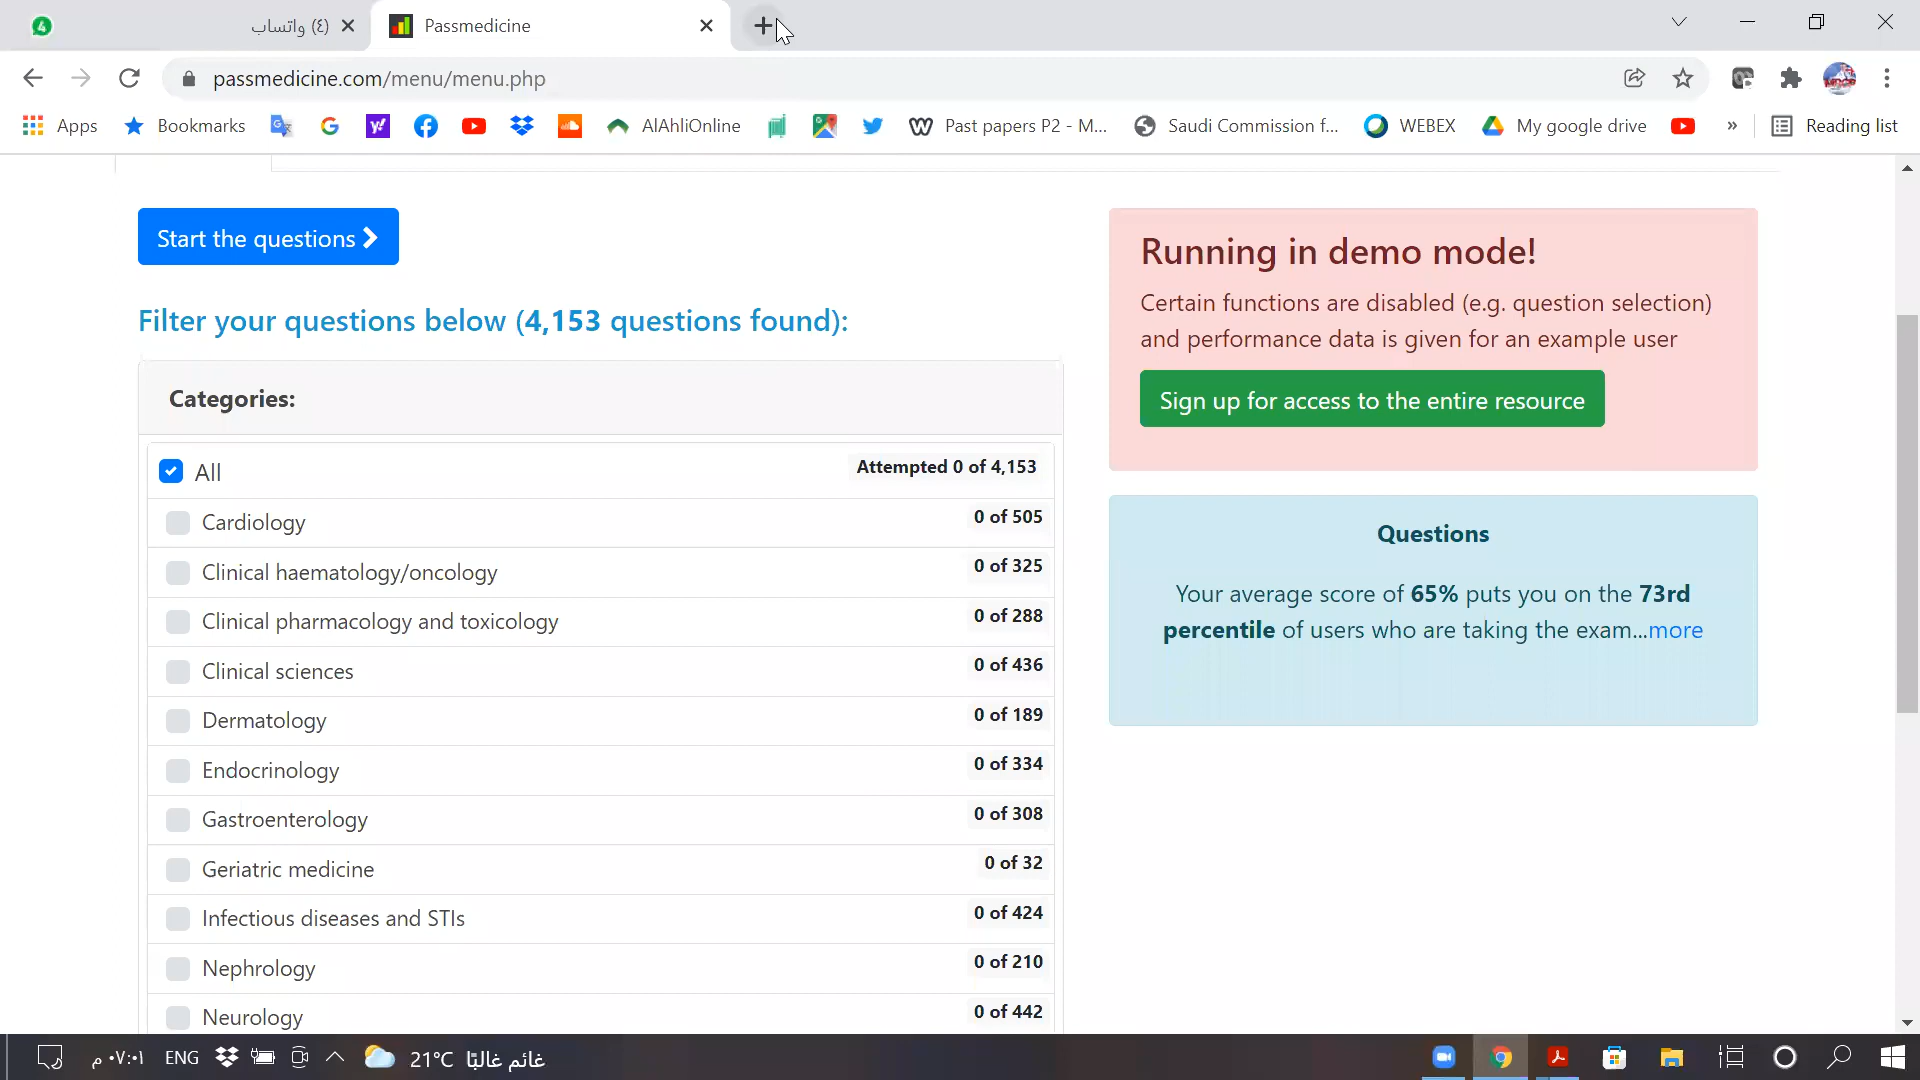 4
(٤) واتساب
Passmedicine
passmedicine.com/menu/menu.php
Apps
Bookmarks
AlAhliOnline
Past papers P2 - M...
Saudi Commission f...
WEBEX
My google drive
»
Reading list
Start the questions
Running in demo mode!
Certain functions are disabled (e.g. question selection)
and performance data is given for an example user
Sign up for access to the entire resource
Filter your questions below (4,153 questions found):
Categories:
All
Attempted 0 of 4,153
Cardiology
0 of 505
Clinical haematology/oncology
0 of 325
Clinical pharmacology and toxicology
0 of 288
Clinical sciences
0 of 436
Dermatology
0 of 189
Endocrinology
0 of 334
Gastroenterology
0 of 308
Geriatric medicine
0 of 32
Infectious diseases and STIs
0 of 424
Nephrology
0 of 210
Neurology
0 of 442
Questions
Your average score of 65% puts you on the 73rd
percentile of users who are taking the exam...more
٠٧:٠١ م
ENG
21°C غائم غالبًا